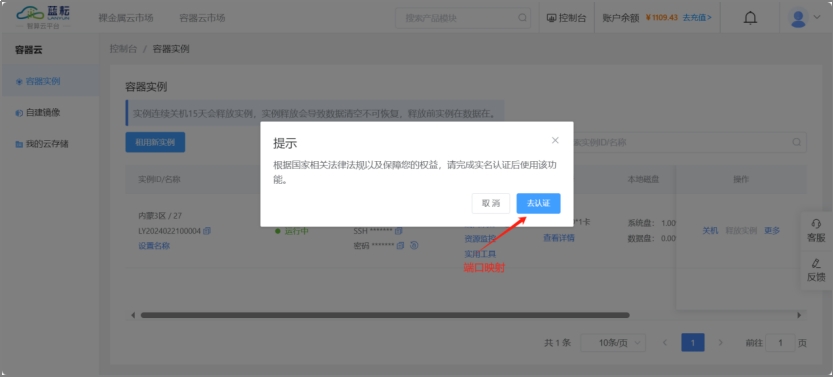 蓝耘
LANYUN
智算云平台
裸金属云市场
容器云市场
搜索产品模块
控制台
账户余额 ¥1109.43 去充值>
容器云
容器实例
自建镜像
我的云存储
控制台 / 容器实例
容器实例
实例连续关机15天会释放实例，实例释放会导致数据清空不可恢复，释放前实例在数据在。
租用新实例
索实例ID/名称
提示
根据国家相关法律法规以及保障您的权益，请完成实名认证后使用该功
能。
取消
去认证
实例ID/名称
本地磁盘
操作
内蒙3区 / 27
LY2024022100004
设置名称
运行中
SSH *******
密码 *******
资源监控
实用工具
*1卡
查看详情
系统盘：1.00
数据盘：0.00
关机
释放实例
更多
端口映射
客服
反馈
共 1 条
10条/页
1
前往 1 页